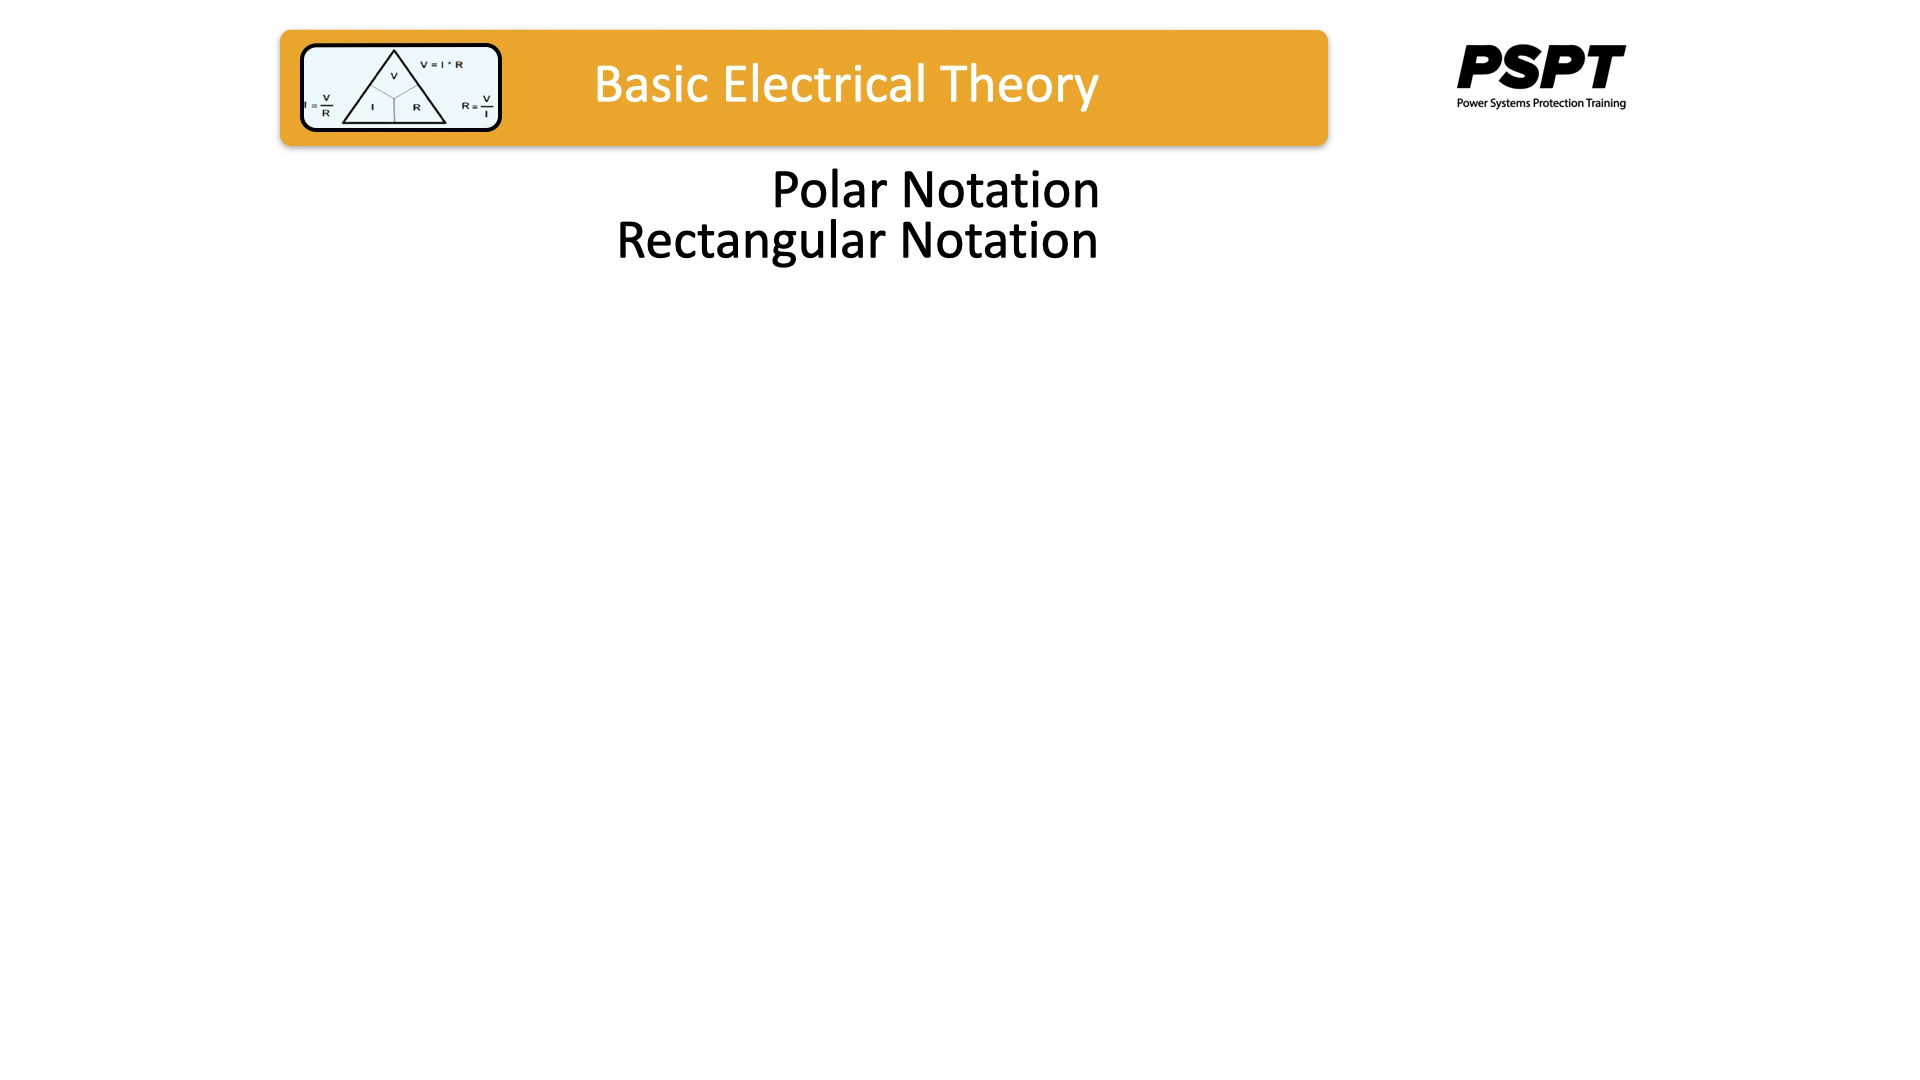 V = I * R
V
I = V
R
I
R
R = V
I
Basic Electrical Theory
PSPT
Power Systems Protection Training
Polar Notation
Rectangular Notation